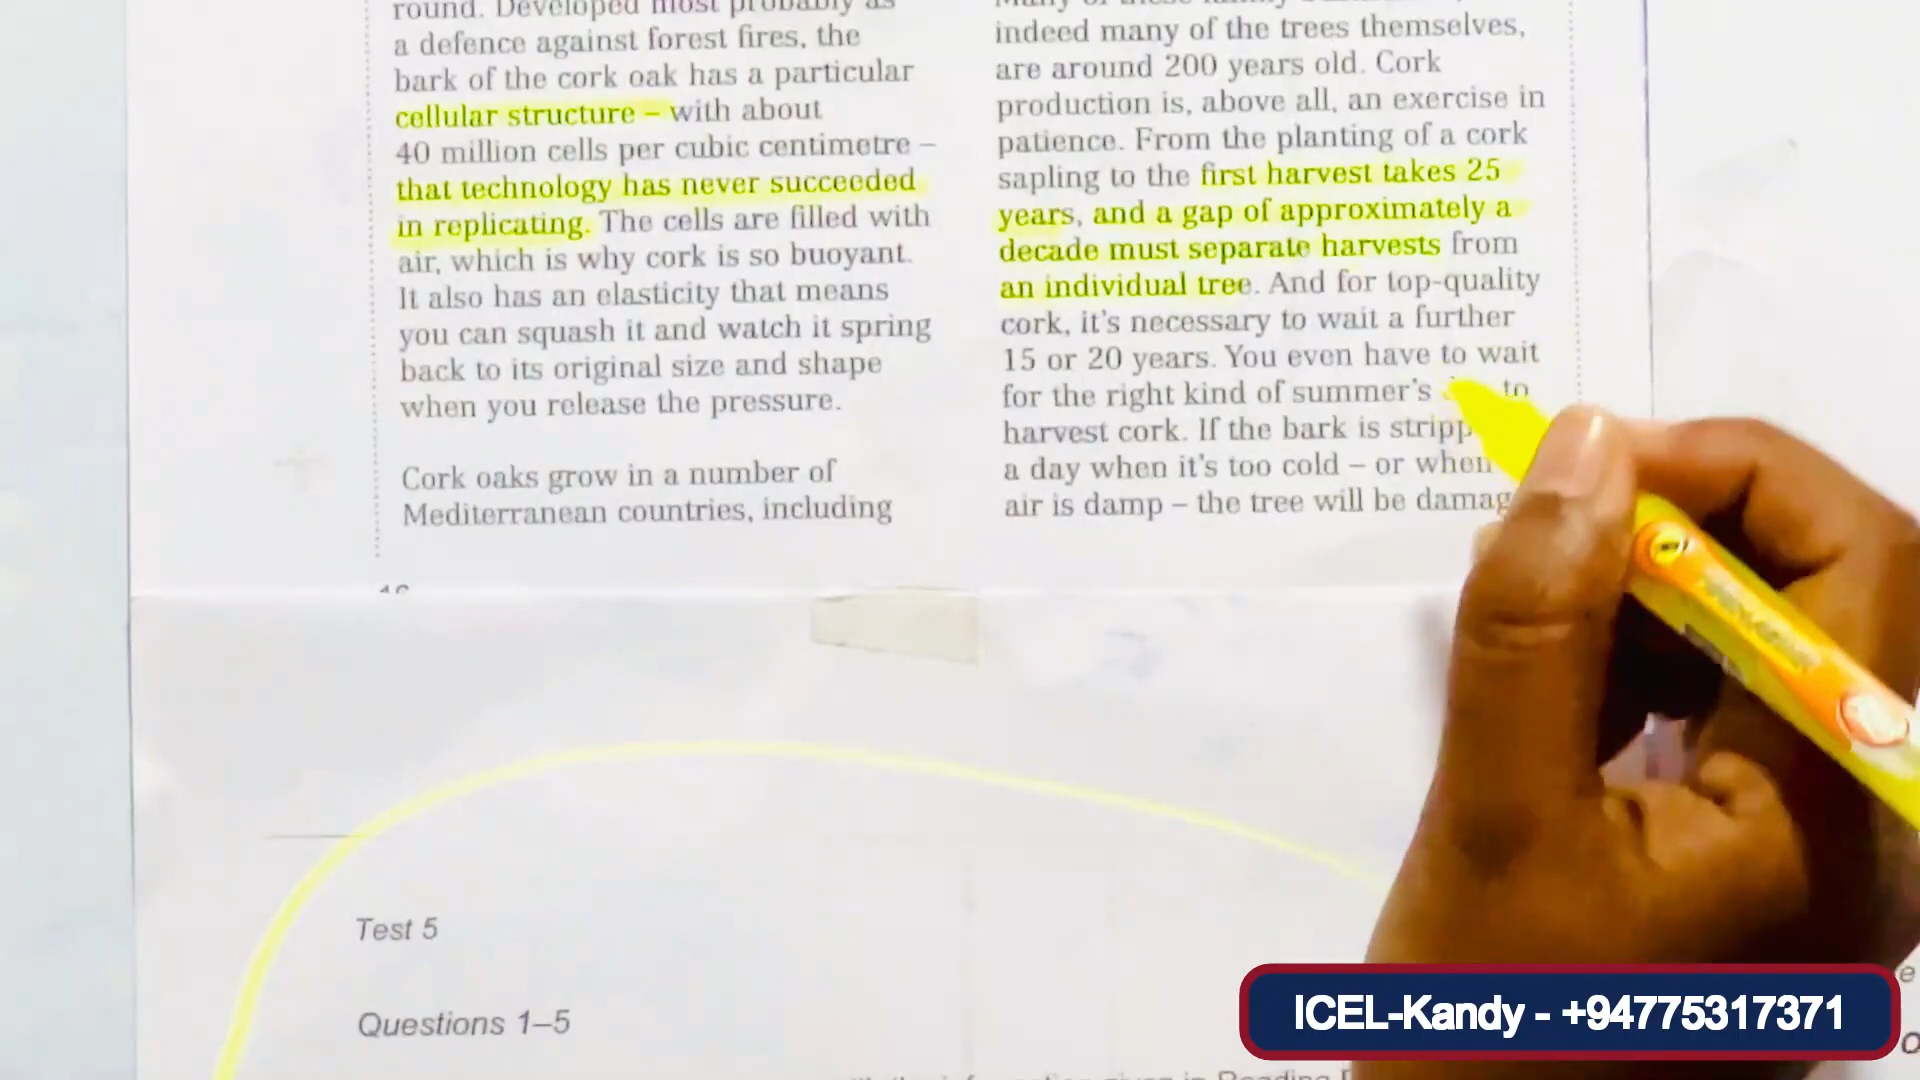 round. Developed most probably as
a defence against forest fires, the
bark of the cork oak has a particular
cellular structure – with about
40 million cells per cubic centimetre –
that technology has never succeeded
in replicating. The cells are filled with
air, which is why cork is so buoyant.
It also has an elasticity that means
you can squash it and watch it spring
back to its original size and shape
when you release the pressure.
Cork oaks grow in a number of
Mediterranean countries, including
indeed many of the trees themselves,
are around 200 years old. Cork
production is, above all, an exercise in
patience. From the planting of a cork
sapling to the first harvest takes 25
years, and a gap of approximately a
decade must separate harvests from
an individual tree. And for top-quality
cork, it's necessary to wait a further
15 or 20 years. You even have to wait
for the right kind of summer's to
harvest cork. If the bark is
a day when it's too cold – or when
air is damp – the tree will be
Test 5
Questions 1–5
ICEL-Kandy - +94775317371